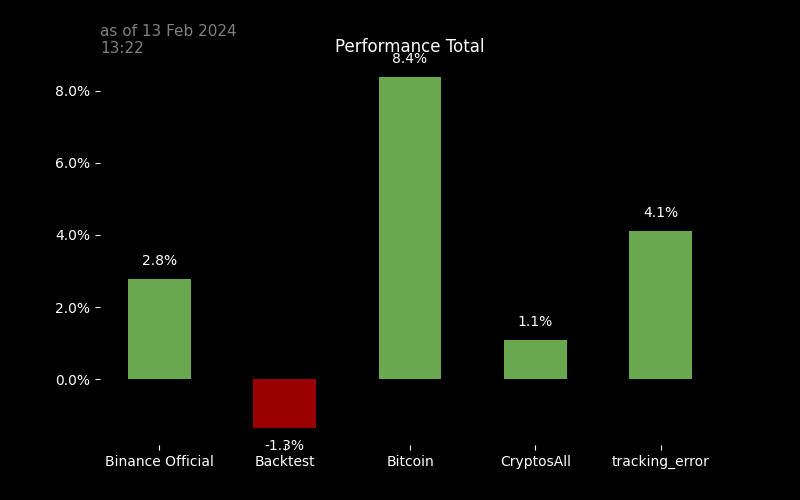 as of 13 Feb 2024
13:22
Performance Total
8.4%
8.0%
6.0%
4.1%
4.0%
2.8%
2.0%
1.1%
0.0%
-1.3%
Binance Official
Backtest
Bitcoin
CryptosAll
tracking_error